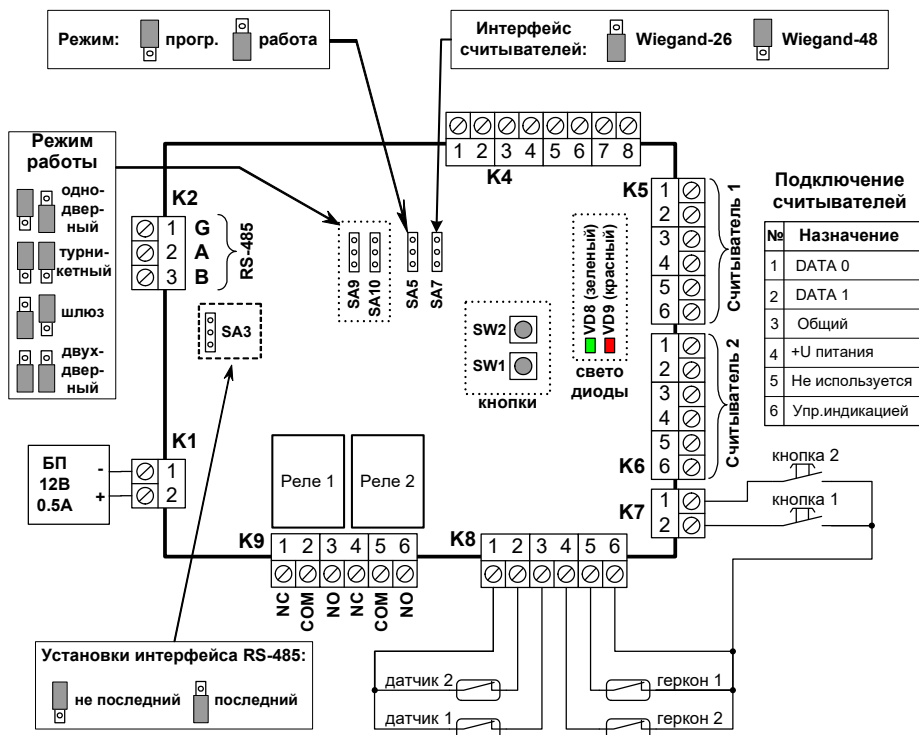 Режим: прогр. работа
Интерфейс считывателей: Wiegand-26 Wiegand-48
Режим работы
одно-
двер-
ный
турни-
кетный
шлюз
двух-
двер-
ный
K2
1 G
2 A
3 B
RS-485
SA3
SA9
SA10
SA5
SA7
1 2 3 4 5 6 7 8
K4
SW2
SW1
кнопки
VD8 (зеленый)
VD9 (красный)
свето
диоды
K5
1
2
3
4
5
6
Считыватель 1
K6
1
2
3
4
5
6
Считыватель 2
Подключение
считывателей
№ Назначение
1 DATA 0
2 DATA 1
3 Общий
4 +U питания
5 Не используется
6 Упр.индикацией
K1
БП
12В
0.5А
- 1
+ 2
Реле 1
Реле 2
K7
1
2
кнопка 2
кнопка 1
K9
1 2 3 4 5 6
NC COM NO NC COM NO
K8
1 2 3 4 5 6
Установки интерфейса RS-485:
не последний последний
датчик 2
геркон 1
датчик 1
геркон 2